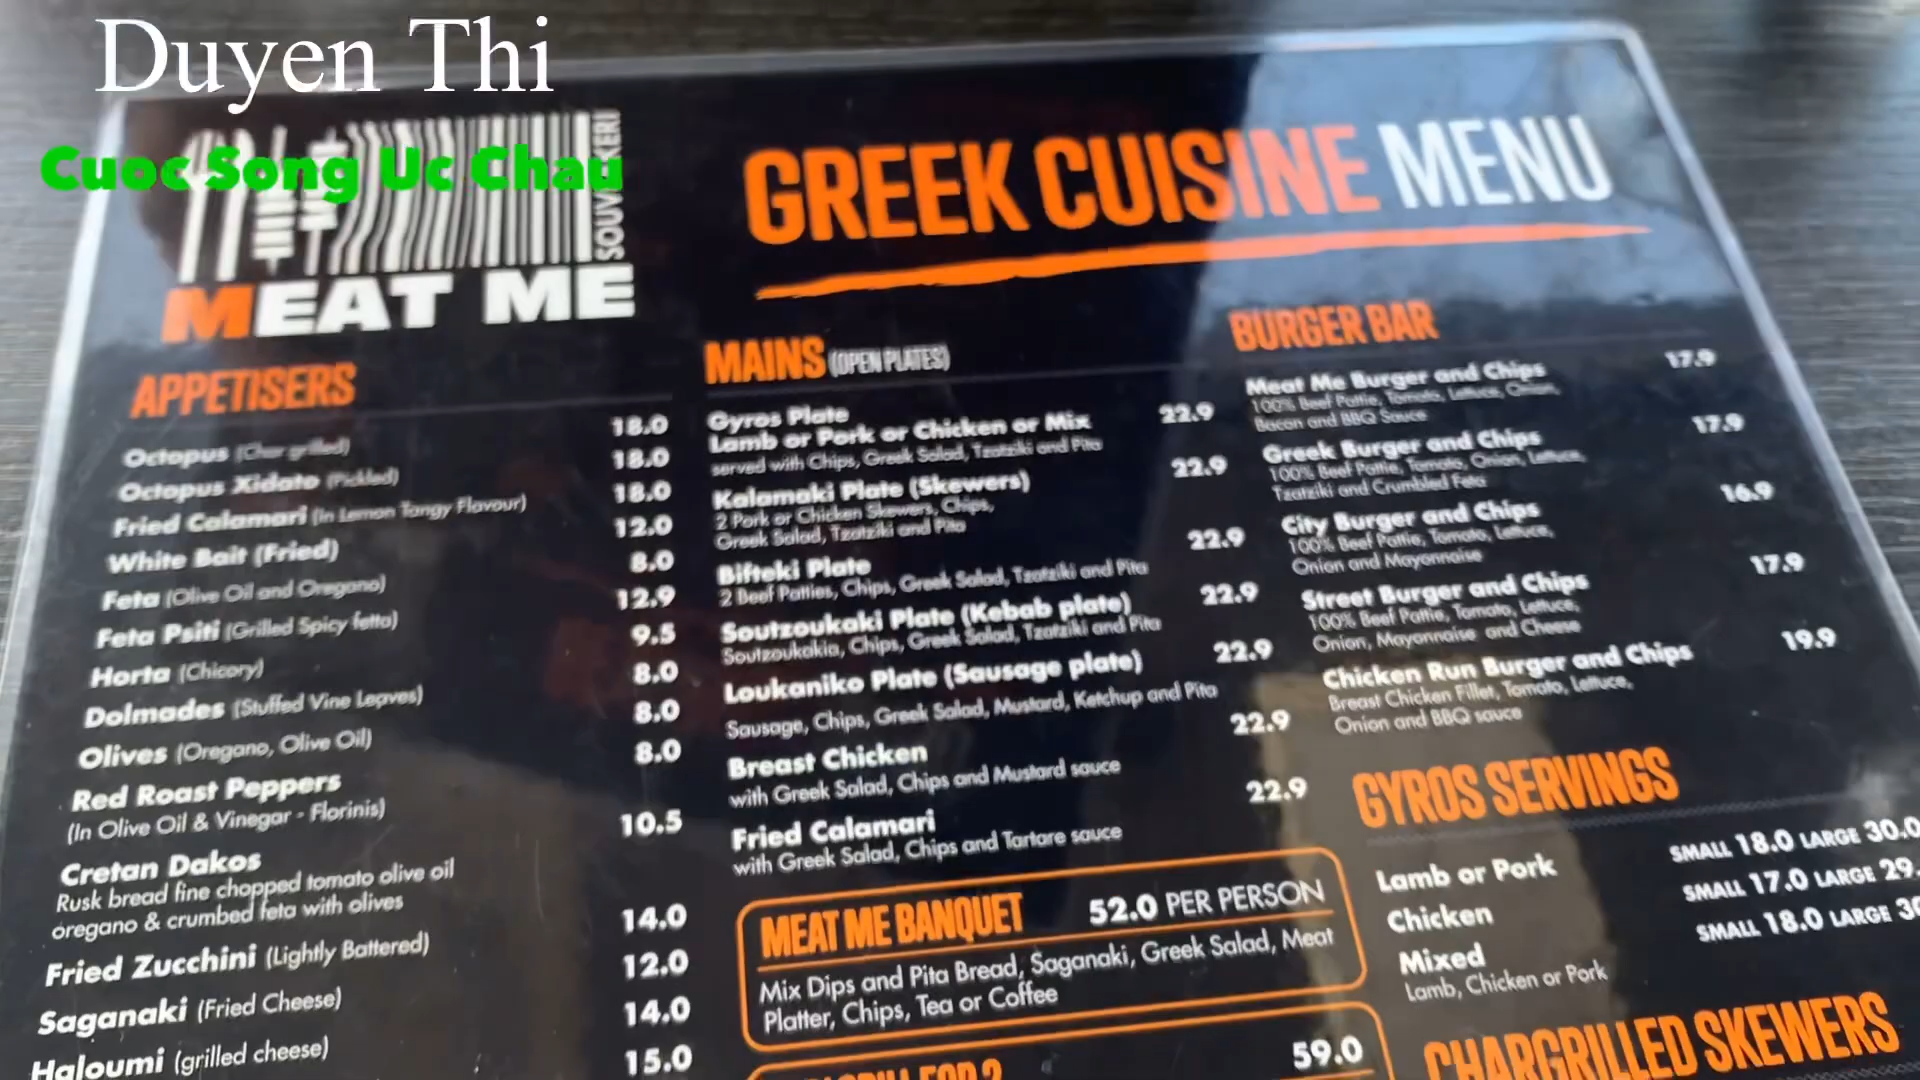 Duyen Thi
Cuoc Song Uc Chau
SOUVLAKERI
MEAT ME
GREEK CUISINE MENU
APPETISERS
Octopus (Char grilled) 18.0
Octopus Xidato (Pickled) 18.0
Fried Calamari (In Lemon Tangy Flavour) 18.0
White Bait (Fried) 12.0
Feta (Olive Oil and Oregano) 8.0
Feta Psiti (Grilled Spicy fetta) 12.9
Horta (Chicory) 9.5
Dolmades (Stuffed Vine Leaves) 8.0
Olives (Oregano, Olive Oil) 8.0
Red Roast Peppers 8.0
(In Olive Oil & Vinegar - Florinis)
Cretan Dakos 10.5
Rusk bread fine chopped tomato olive oil
oregano & crumbed feta with olives
Fried Zucchini (Lightly Battered) 14.0
Saganaki (Fried Cheese) 12.0
Haloumi (grilled cheese) 14.0
15.0
MAINS (OPEN PLATES)
Gyros Plate
Lamb or Pork or Chicken or Mix 22.9
served with Chips, Greek Salad, Tzatziki and Pita
Kalamaki Plate (Skewers) 22.9
2 Pork or Chicken Skewers, Chips,
Greek Salad, Tzatziki and Pita
Bifteki Plate 22.9
2 Beef Patties, Chips, Greek Salad, Tzatziki and Pita
Soutzoukaki Plate (Kebab plate) 22.9
Soutzoukakia, Chips, Greek Salad, Tzatziki and Pita
Loukaniko Plate (Sausage plate) 22.9
Sausage, Chips, Greek Salad, Mustard, Ketchup and Pita
Breast Chicken 22.9
with Greek Salad, Chips and Mustard sauce
Fried Calamari 22.9
with Greek Salad, Chips and Tartare sauce
MEAT ME BANQUET 52.0 PER PERSON
Mix Dips and Pita Bread, Saganaki, Greek Salad, Meat
Platter, Chips, Tea or Coffee
FOR 2 59.0
BURGER BAR
Meat Me Burger and Chips 17.9
100% Beef Pattie, Tomato, Lettuce, Onion,
Bacon and BBQ Sauce
Greek Burger and Chips 17.9
100% Beef Pattie, Tomato, Onion, Lettuce,
Tzatziki and Crumbled Feta
City Burger and Chips 16.9
100% Beef Pattie, Tomato, Lettuce,
Onion and Mayonnaise
Street Burger and Chips 17.9
100% Beef Pattie, Tomato, Lettuce,
Onion, Mayonnaise and Cheese
Chicken Run Burger and Chips 19.9
Breast Chicken Fillet, Tomato, Lettuce,
Onion and BBQ sauce
GYROS SERVINGS
Lamb or Pork SMALL 18.0 LARGE 30.0
Chicken SMALL 17.0 LARGE 29.
Mixed SMALL 18.0 LARGE 30
Lamb, Chicken or Pork
CHARGRILLED SKEWERS